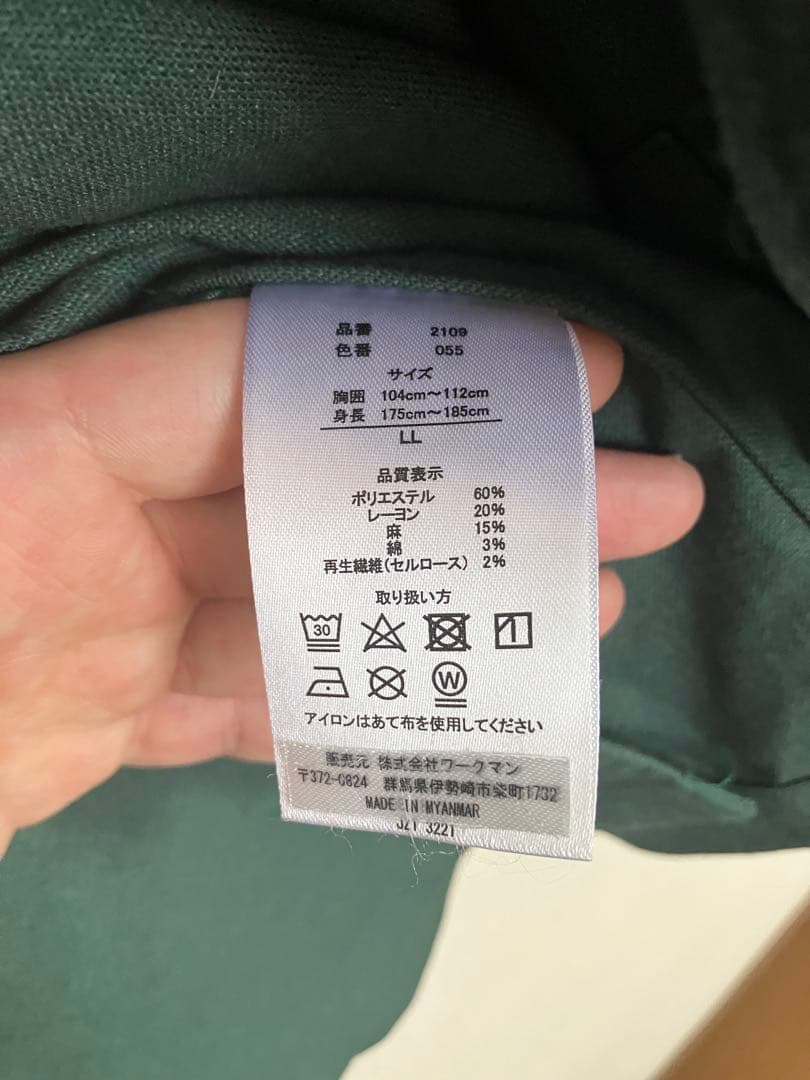 品番 2109
色番 055
サイズ
胸囲 104cm～112cm
身長 175cm～185cm
LL
品質表示
ポリエステル 60%
レーヨン 20%
麻 15%
綿 3%
再生繊維(セルロース) 2%
取り扱い方
30
W
アイロンはあて布を使用してください
販売元 株式会社ワークマン
〒372-0824 群馬県伊勢崎市柴町1732
MADE IN MYANMAR
3221